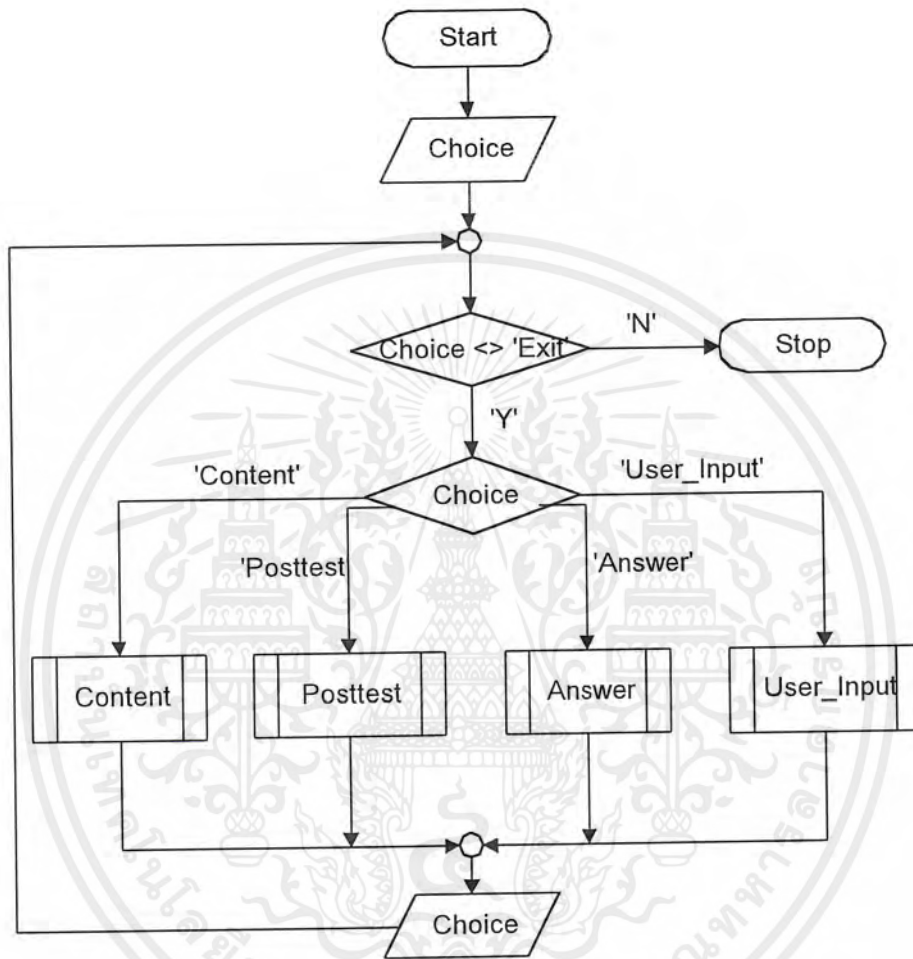 Start
Choice
Choice <> 'Exit'
'N'
Stop
'Y'
Choice
'Content'
'User_Input'
'Posttest
'Answer'
Content
Posttest
Answer
User_Input
Choice